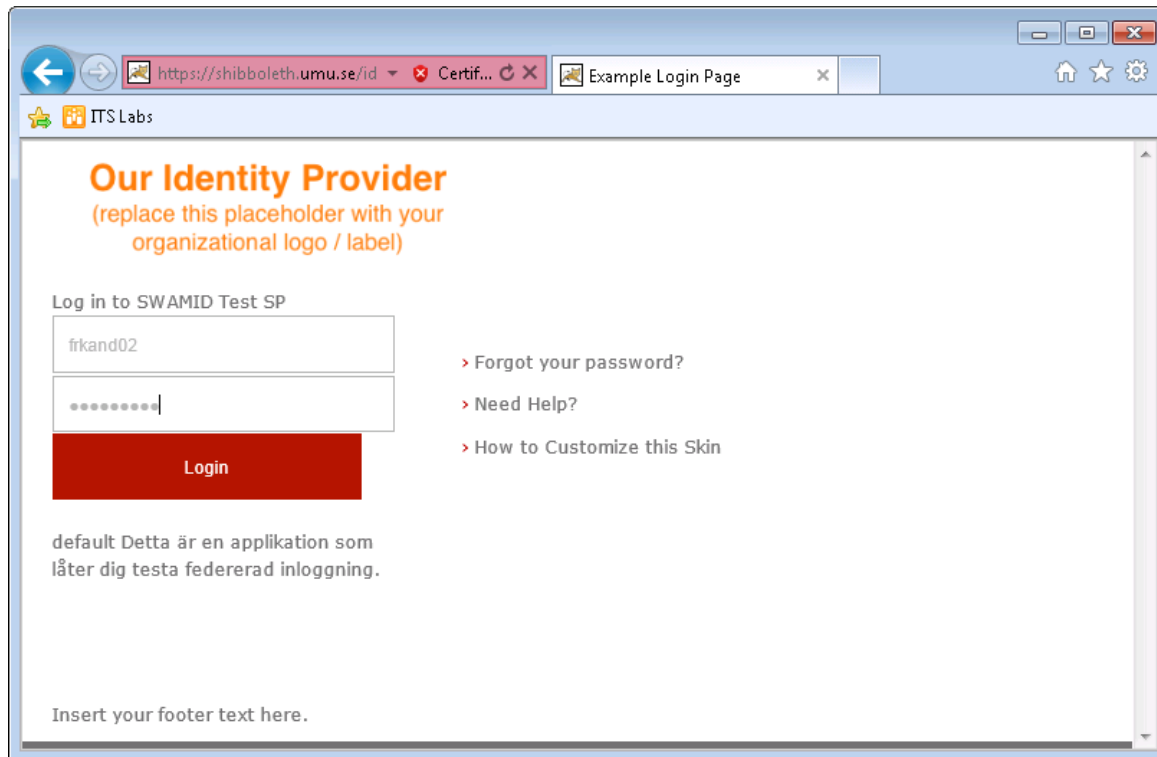 https://shibboleth.umu.se/id Certif... Example Login Page
ITS Labs
Our Identity Provider
(replace this placeholder with your
organizational logo / label)
Log in to SWAMID Test SP
frkand02
> Forgot your password?
> Need Help?
> How to Customize this Skin
Login
default Detta är en applikation som
låter dig testa federerad inloggning.
Insert your footer text here.